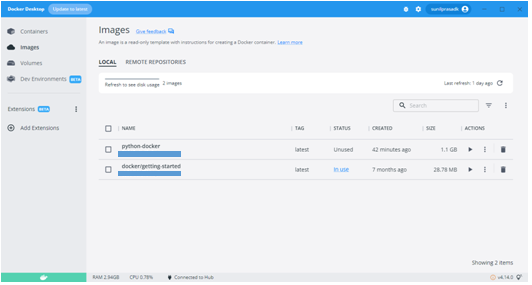 Docker Desktop Update to latest sunilprasadk
Containers
Images
Volumes
Dev Environments BETA
Extensions BETA
Add Extensions
Images Give feedback
An image is a read-only template with instructions for creating a Docker container. Learn more
LOCAL REMOTE REPOSITORIES
Refresh to see disk usage 2 images Last refresh: 1 day ago
Search
NAME TAG STATUS CREATED SIZE ACTIONS
python-docker latest Unused 42 minutes ago 1.1 GB
docker/getting-started latest In use 7 months ago 28.78 MB
Showing 2 items
RAM 2.84GB CPU 0.78% Connected to Hub v4.14.0